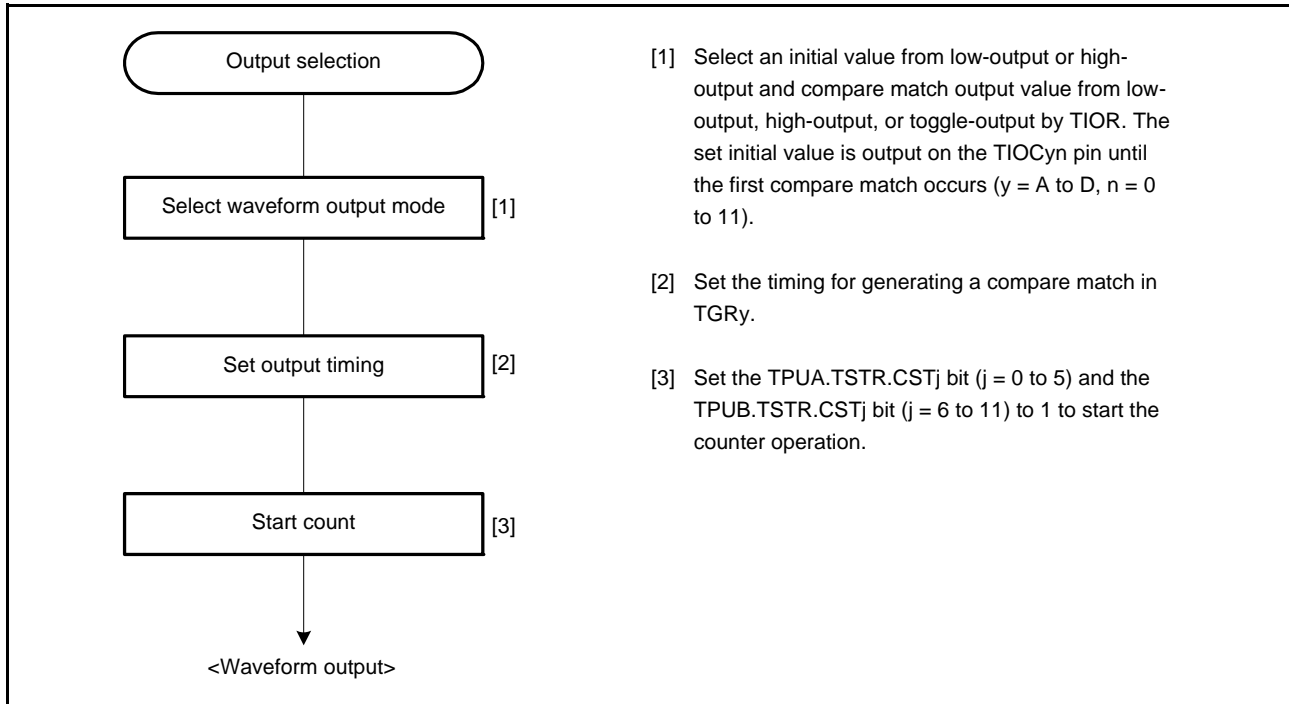 Output selection
Select waveform output mode
[1]
Set output timing
[2]
Start count
[3]
<Waveform output>
[1] Select an initial value from low-output or high-
output and compare match output value from low-
output, high-output, or toggle-output by TIOR. The
set initial value is output on the TIOCyn pin until
the first compare match occurs (y = A to D, n = 0
to 11).
[2] Set the timing for generating a compare match in
TGRy.
[3] Set the TPUA.TSTR.CSTj bit (j = 0 to 5) and the
TPUB.TSTR.CSTj bit (j = 6 to 11) to 1 to start the
counter operation.